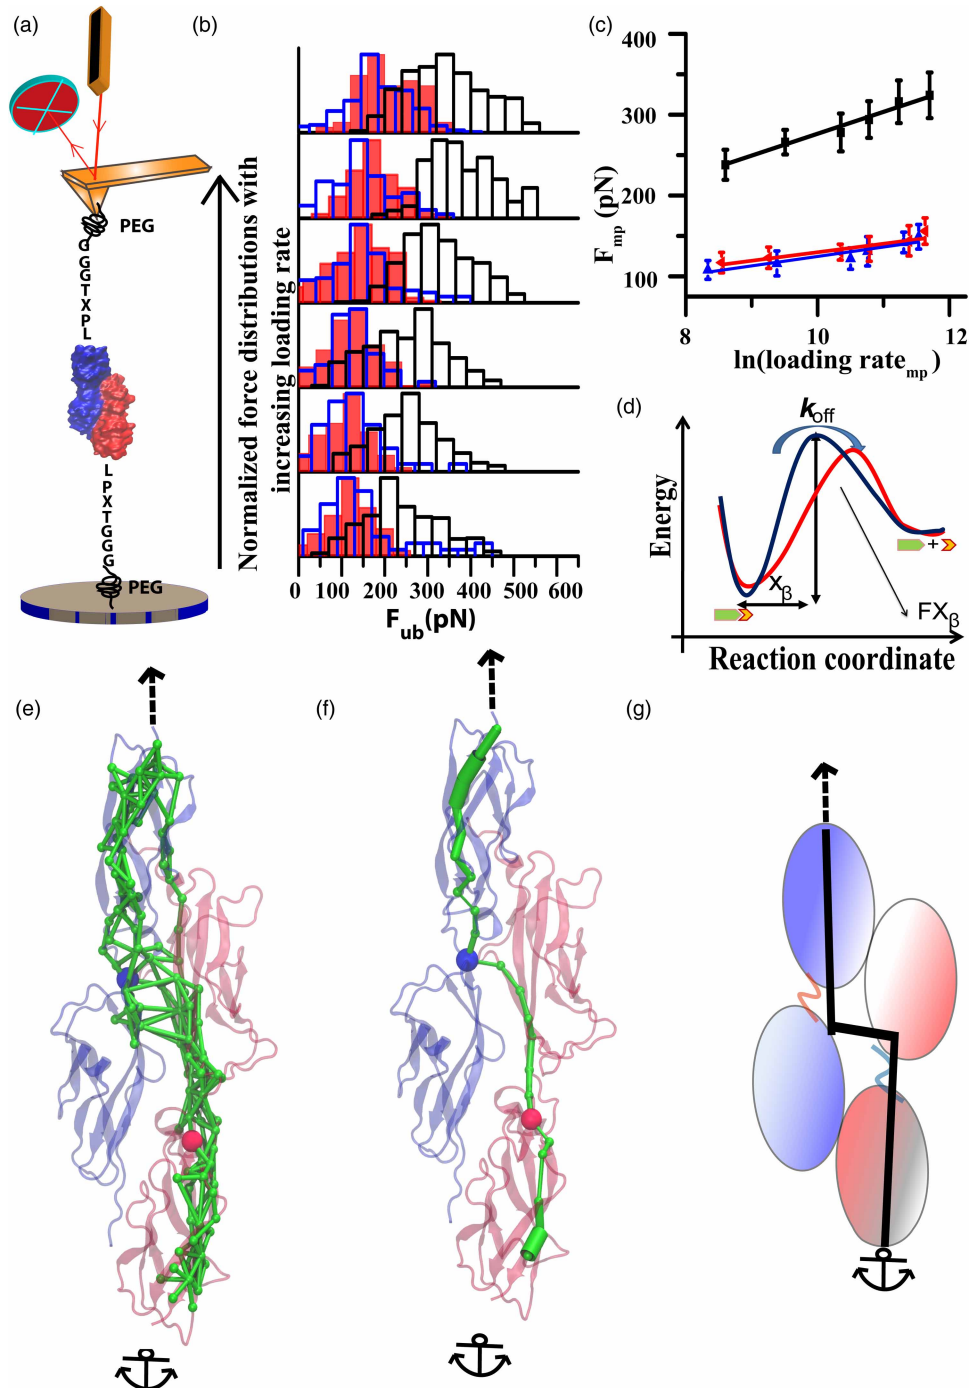 (a)
PEG
G
G
G
T
X
P
L
L
P
X
T
G
G
G
PEG
(b)
Normalized force distributions with
increasing loading rate
0 100 200 300 400 500 600
F_ub(pN)
(c)
400
300
200
100
F_mp (pN)
8 10 12
ln(loading rate_mp)
(d)
k_off
Energy
x_β
+
FX_β
Reaction coordinate
(e)
(f)
(g)